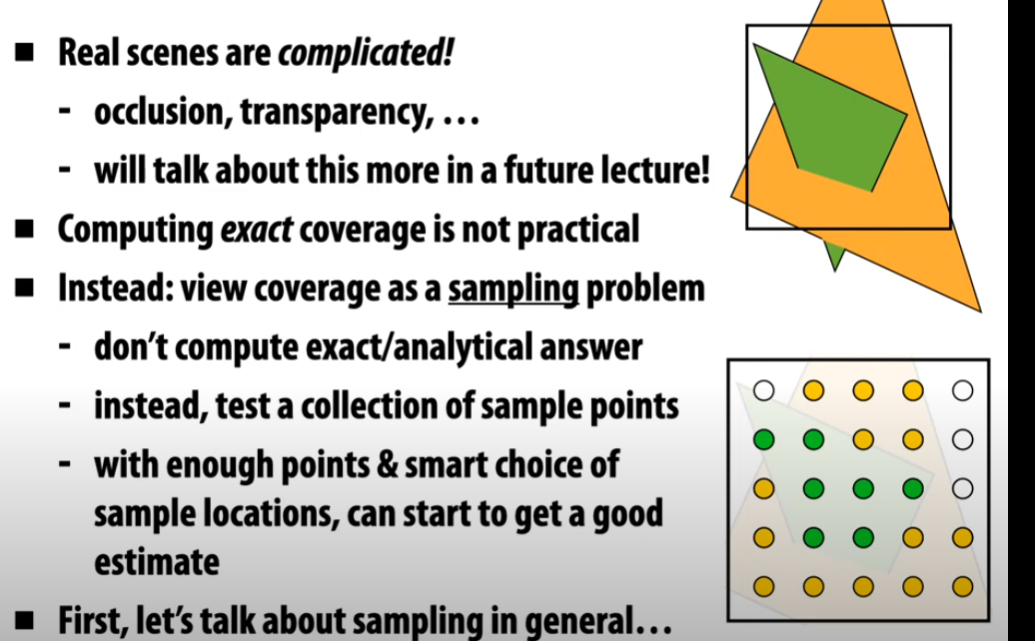 ■ Real scenes are complicated!
- occlusion, transparency, …
- will talk about this more in a future lecture!
■ Computing exact coverage is not practical
■ Instead: view coverage as a sampling problem
- don’t compute exact/analytical answer
- instead, test a collection of sample points
- with enough points & smart choice of
sample locations, can start to get a good
estimate
■ First, let’s talk about sampling in general…